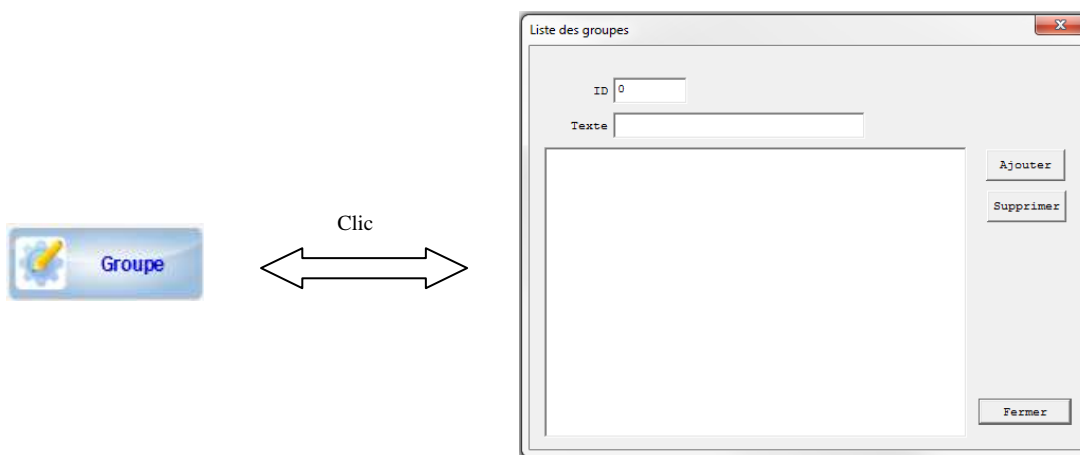 Liste des groupes
ID 0
Texte
Ajouter
Supprimer
Clic
Groupe
Fermer